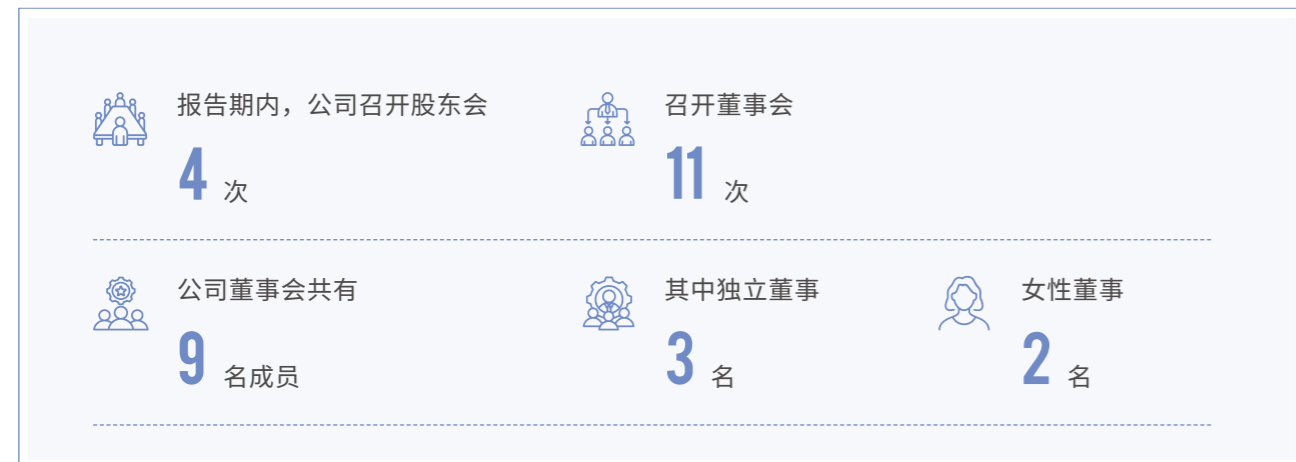 报告期内，公司召开股东会
4 次
召开董事会
11 次
公司董事会共有
9 名成员
其中独立董事
3 名
女性董事
2 名